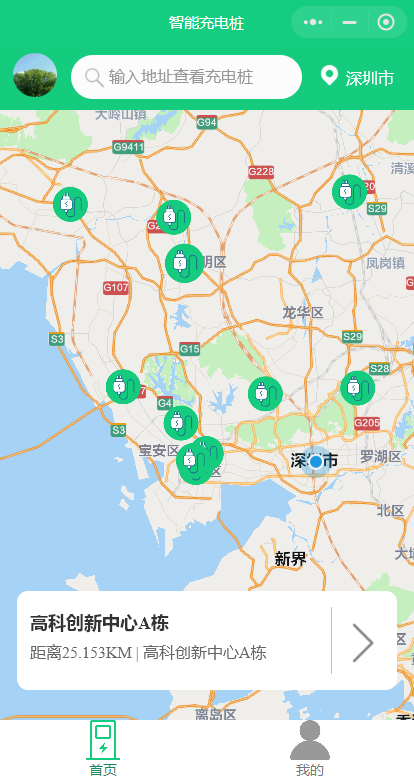 智能充电桩
输入地址查看充电桩
深圳市
大岭山镇
G94
G9411
G228
清溪
S29
凤岗镇
明区
G107
龙华区
S3
S29
G15
S28
G4
G205
S3
宝安区
深圳市
罗湖区
区
北区
新界
大埔
高科创新中心A栋
距离25.153KM | 高科创新中心A栋
离岛区
首页
我的